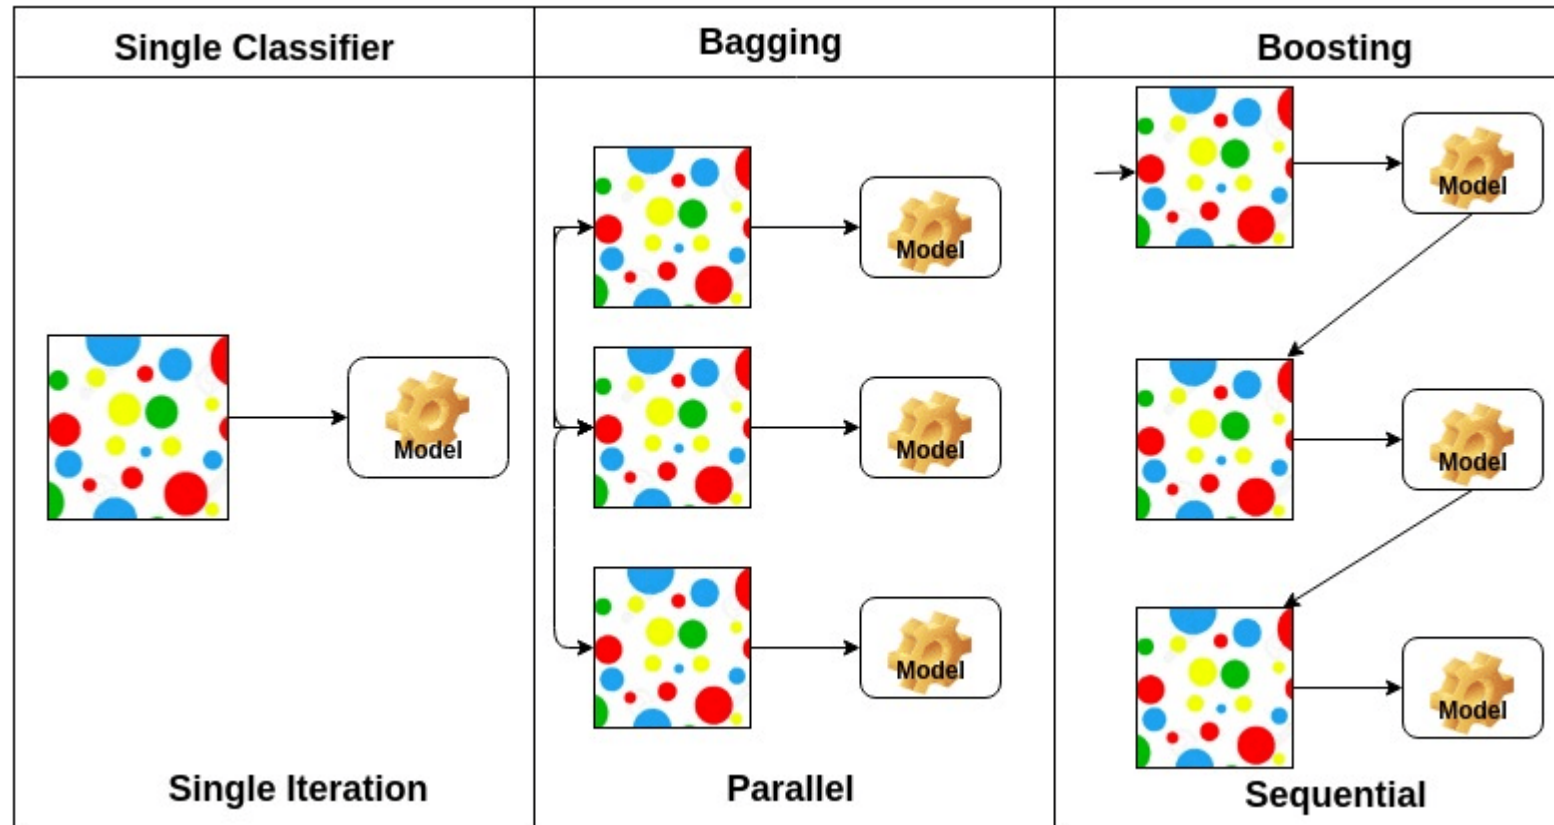 Single Classifier
Bagging
Boosting
Model
Model
Model
Model
Model
Model
Model
Single Iteration
Parallel
Sequential